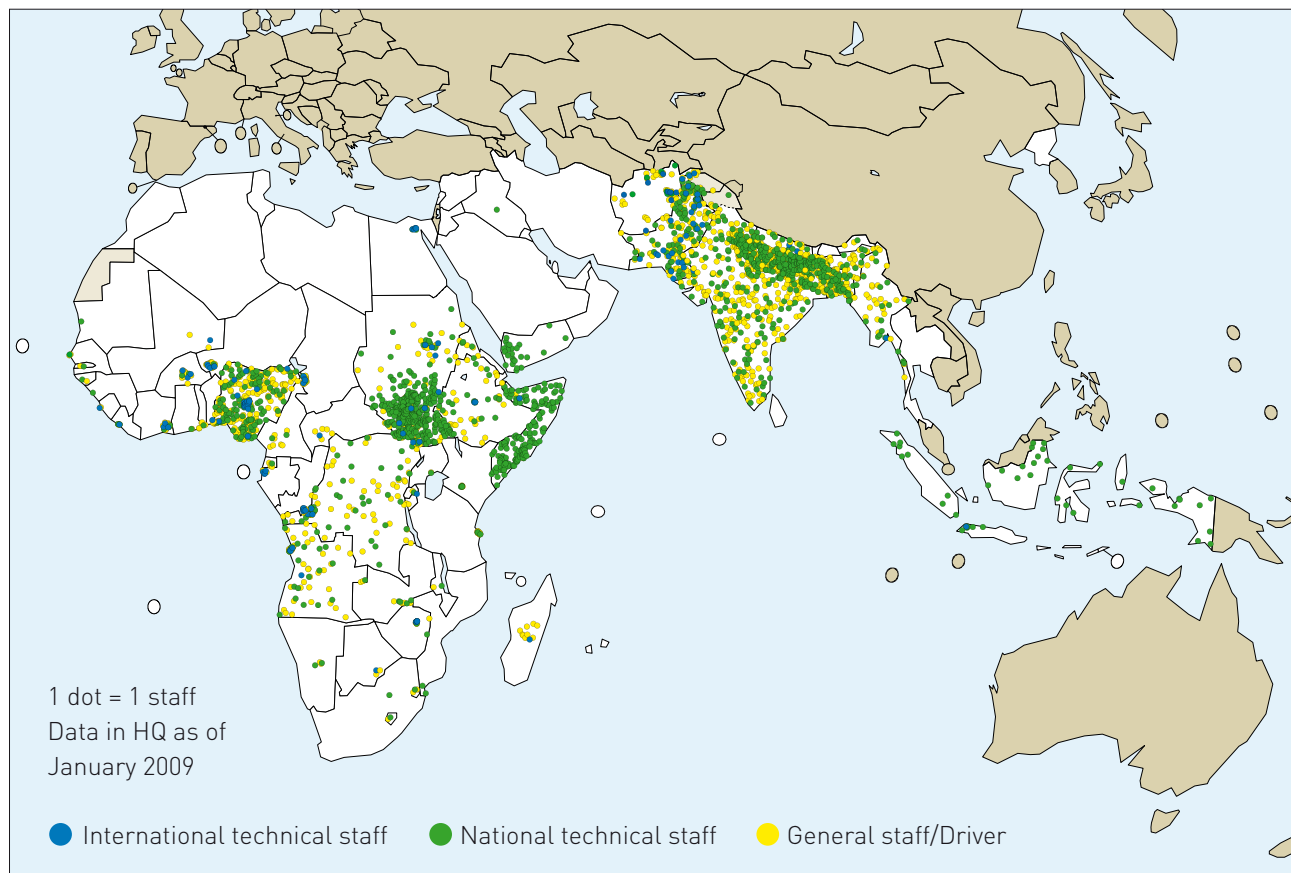 1 dot = 1 staff
Data in HQ as of
January 2009
International technical staff
National technical staff
General staff/Driver